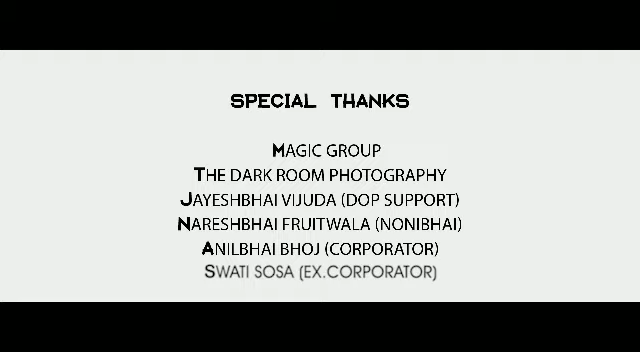 SPECIAL THANKS
MAGIC GROUP
THE DARK ROOM PHOTOGRAPHY
JAYESHBHAI VIJUDA (DOP SUPPORT)
NARESHBHAI FRUITWALA (NONIBHAI)
ANILBHAI BHOJ (CORPORATOR)
SWATI SOSA (EX.CORPORATOR)